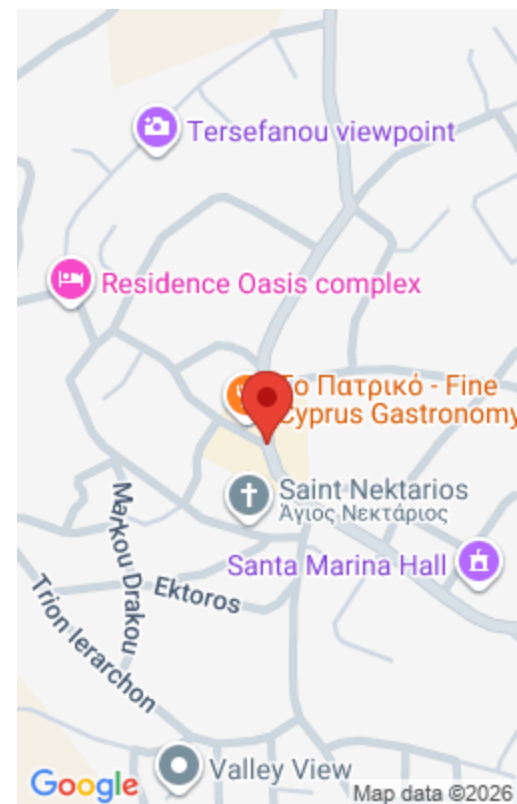 Tersefanou viewpoint
Residence Oasis complex
Το Πατρικό - Fine
Cyprus Gastronomy
Saint Nektarios
Άγιος Νεκτάριος
Santa Marina Hall
Markou Drakou
Ektoros
Trion Ierarchon
Valley View
Google
Map data ©2026